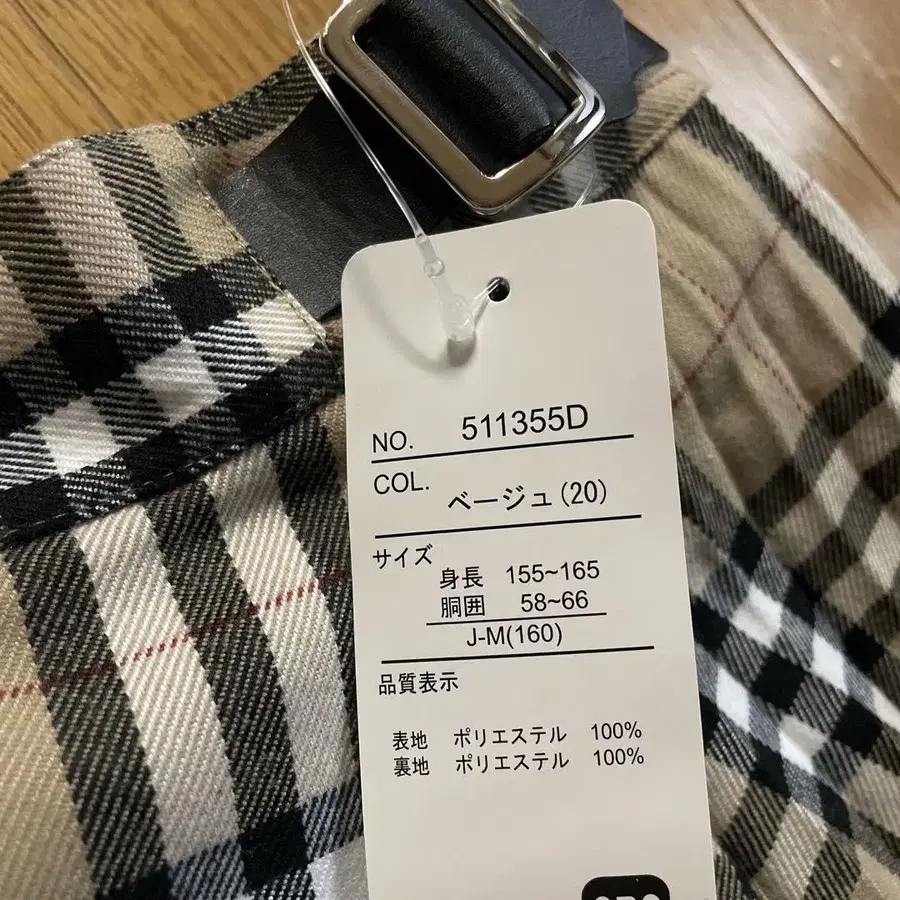 NO. 511355D
COL. ベージュ(20)
サイズ
身長 155~165
胴囲 58~66
J-M(160)
品質表示
表地 ポリエステル 100%
裏地 ポリエステル 100%